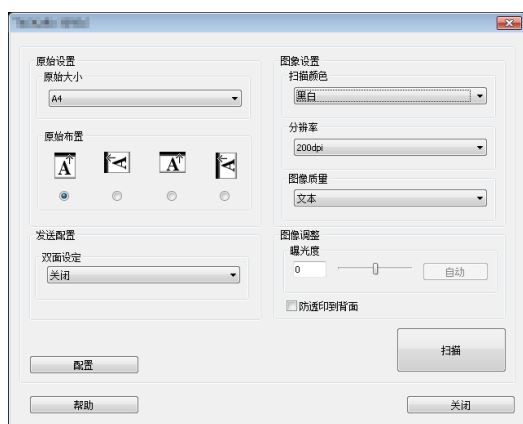 原始设置
原始大小
A4
原始布置
A
A
A
A
发送配置
双面设定
关闭
图像设置
扫描颜色
黑白
分辨率
200dpi
图像质量
文本
图像调整
曝光度
0
自动
防透印到背面
配置
扫描
帮助
关闭